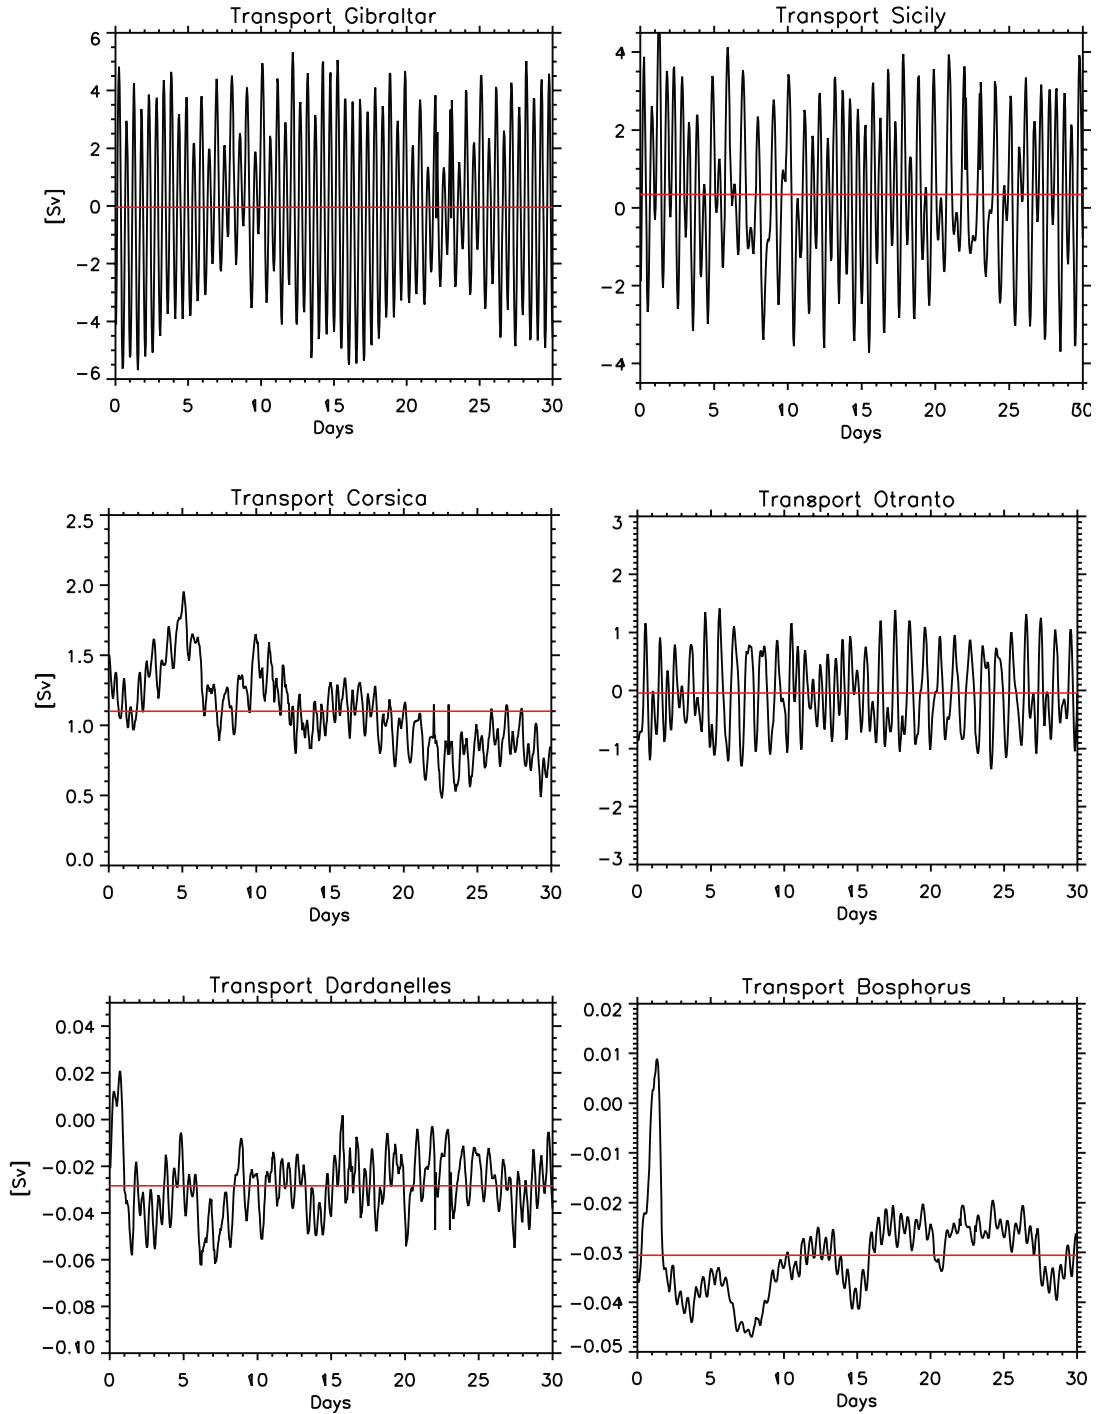 Transport Gibraltar
6
4
2
0
−2
−4
−6
[Sv]
0 5 10 15 20 25 30
Days
Transport Sicily
4
2
0
−2
−4
0 5 10 15 20 25 30
Days
Transport Corsica
2.5
2.0
1.5
1.0
0.5
0.0
[Sv]
0 5 10 15 20 25 30
Days
Transport Otranto
3
2
1
0
−1
−2
−3
0 5 10 15 20 25 30
Days
Transport Dardanelles
0.04
0.02
0.00
−0.02
−0.04
−0.06
−0.08
−0.10
[Sv]
0 5 10 15 20 25 30
Days
Transport Bosphorus
0.02
0.01
0.00
−0.01
−0.02
−0.03
−0.04
−0.05
0 5 10 15 20 25 30
Days